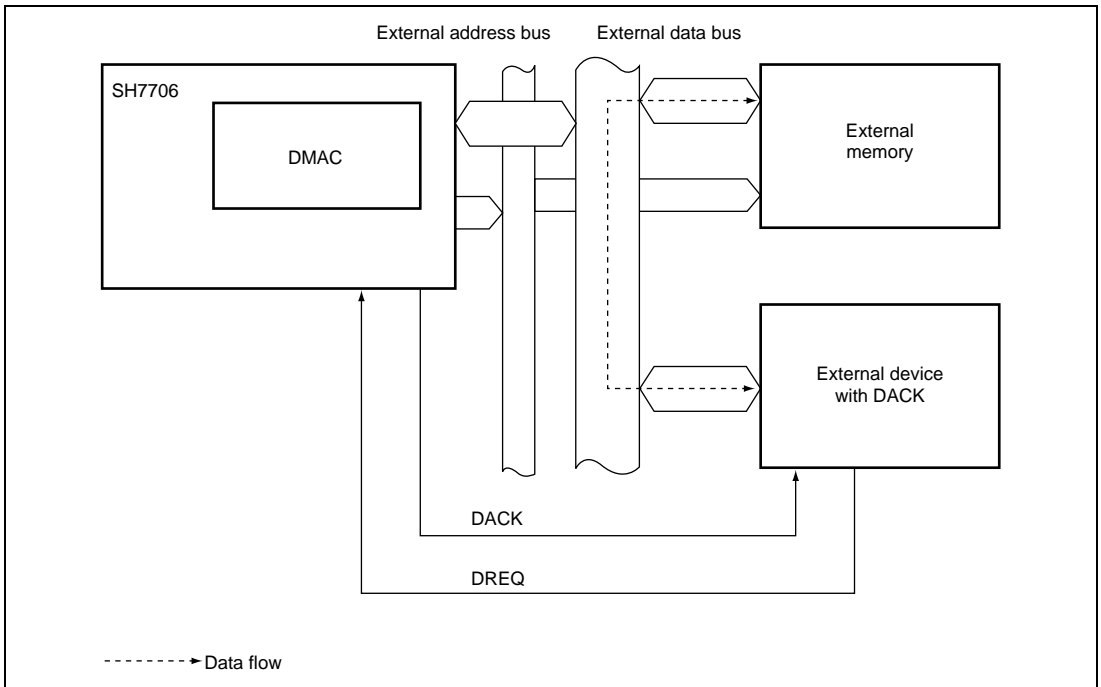 External address bus
External data bus
SH7706
DMAC
External
memory
External device
with DACK
DACK
DREQ
Data flow